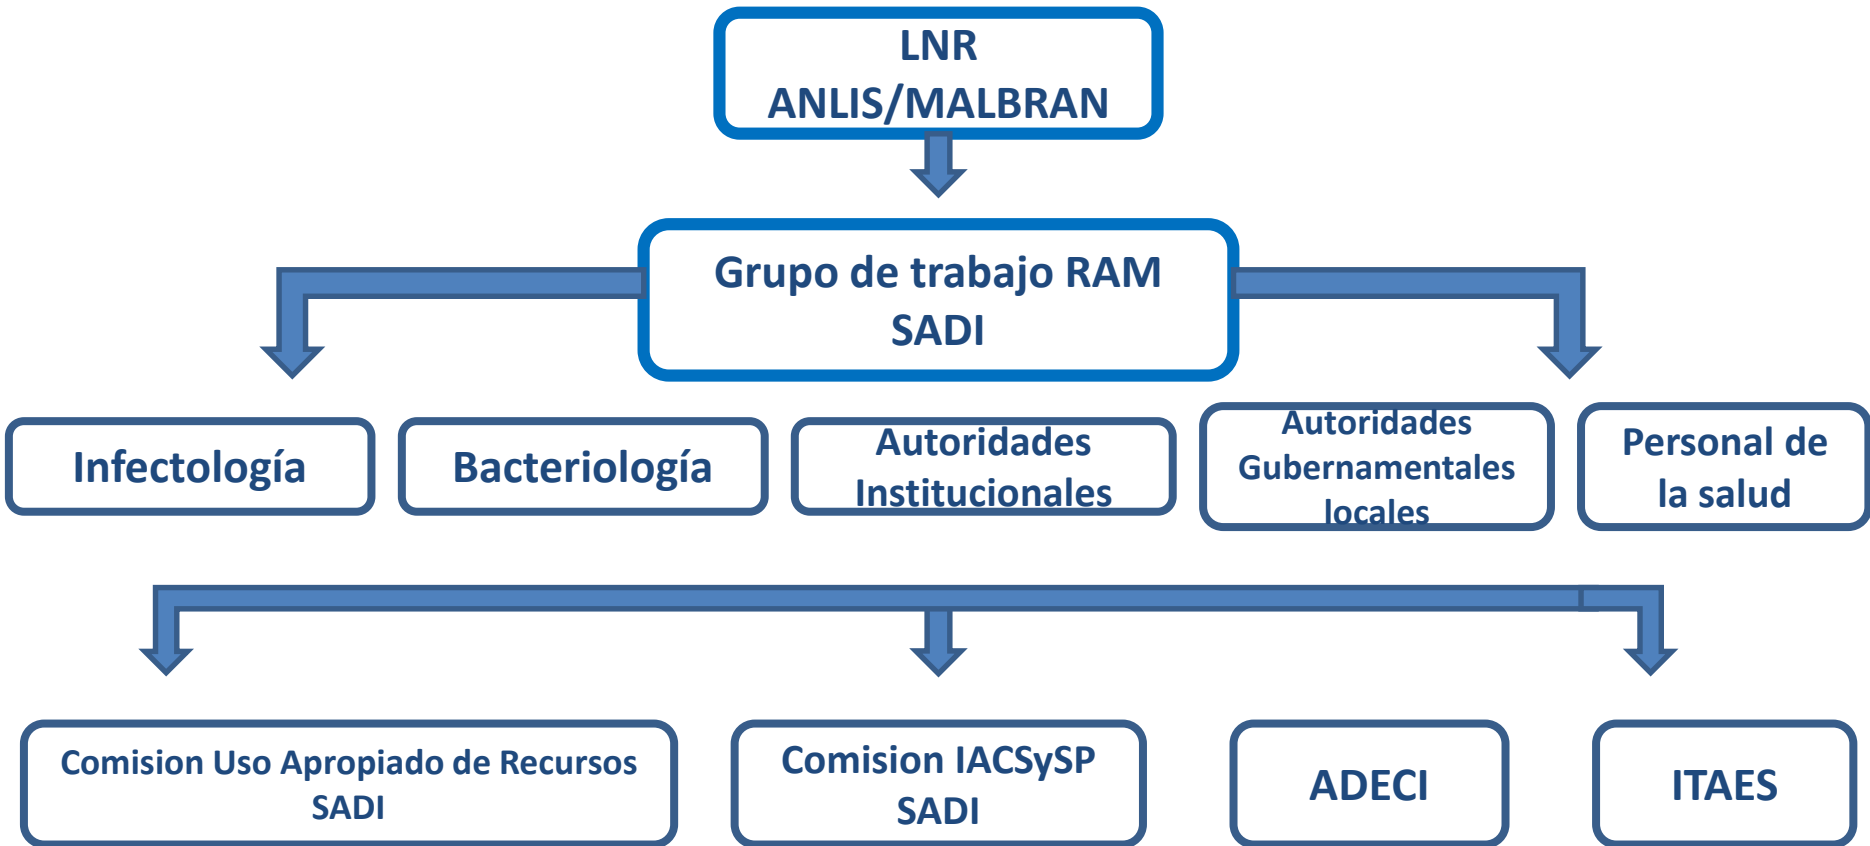 LNR
ANLIS/MALBRAN
Grupo de trabajo RAM
SADI
Infectología
Bacteriología
Autoridades
Institucionales
Autoridades
Gubernamentales
locales
Personal de
la salud
Comision Uso Apropiado de Recursos
SADI
Comision IACSySP
SADI
ADECI
ITAES